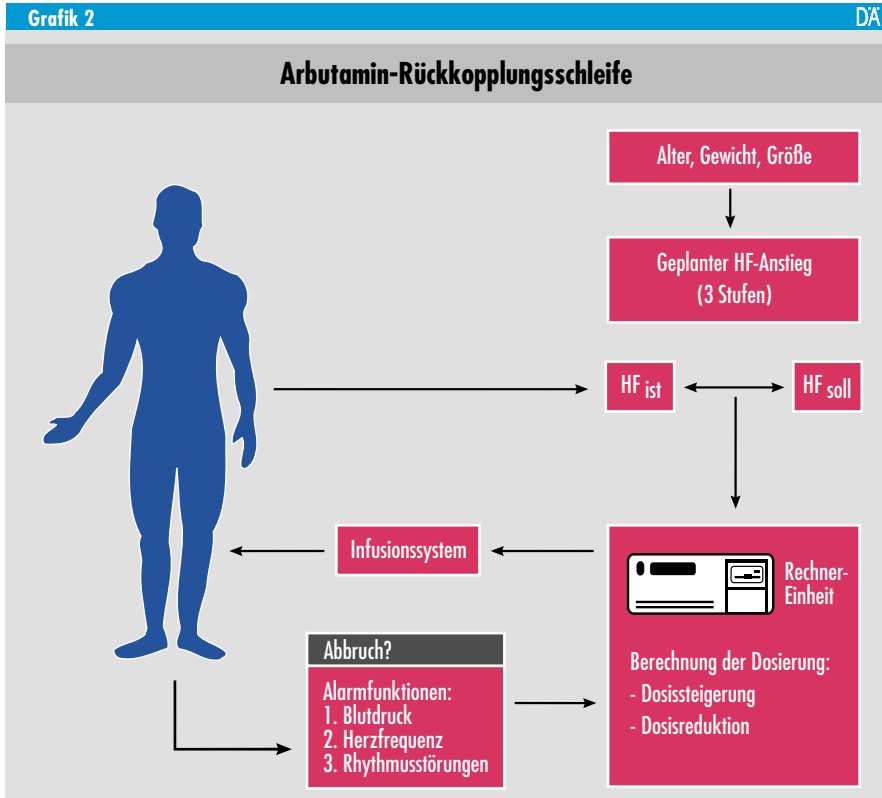 Grafik 2
DÄ
Arbutamin-Rückkopplungsschleife
Alter, Gewicht, Größe
Geplanter HF-Anstieg
(3 Stufen)
HF ist
HF soll
Infusionssystem
Rechner-
Einheit
Berechnung der Dosierung:
- Dosissteigerung
- Dosisreduktion
Abbruch?
Alarmfunktionen:
1. Blutdruck
2. Herzfrequenz
3. Rhythmusstörungen